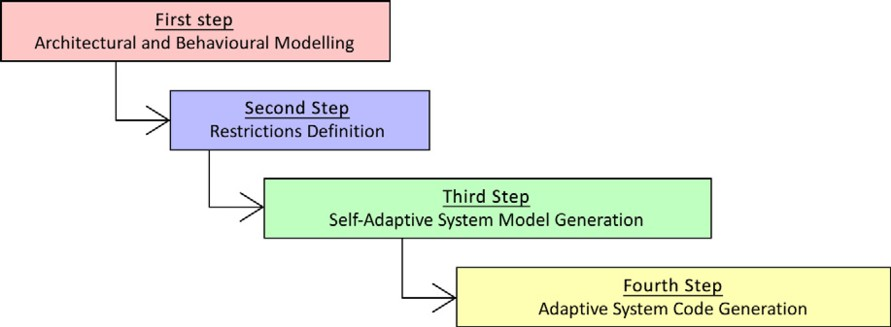 First step
Architectural and Behavioural Modelling
Second Step
Restrictions Definition
Third Step
Self-Adaptive System Model Generation
Fourth Step
Adaptive System Code Generation